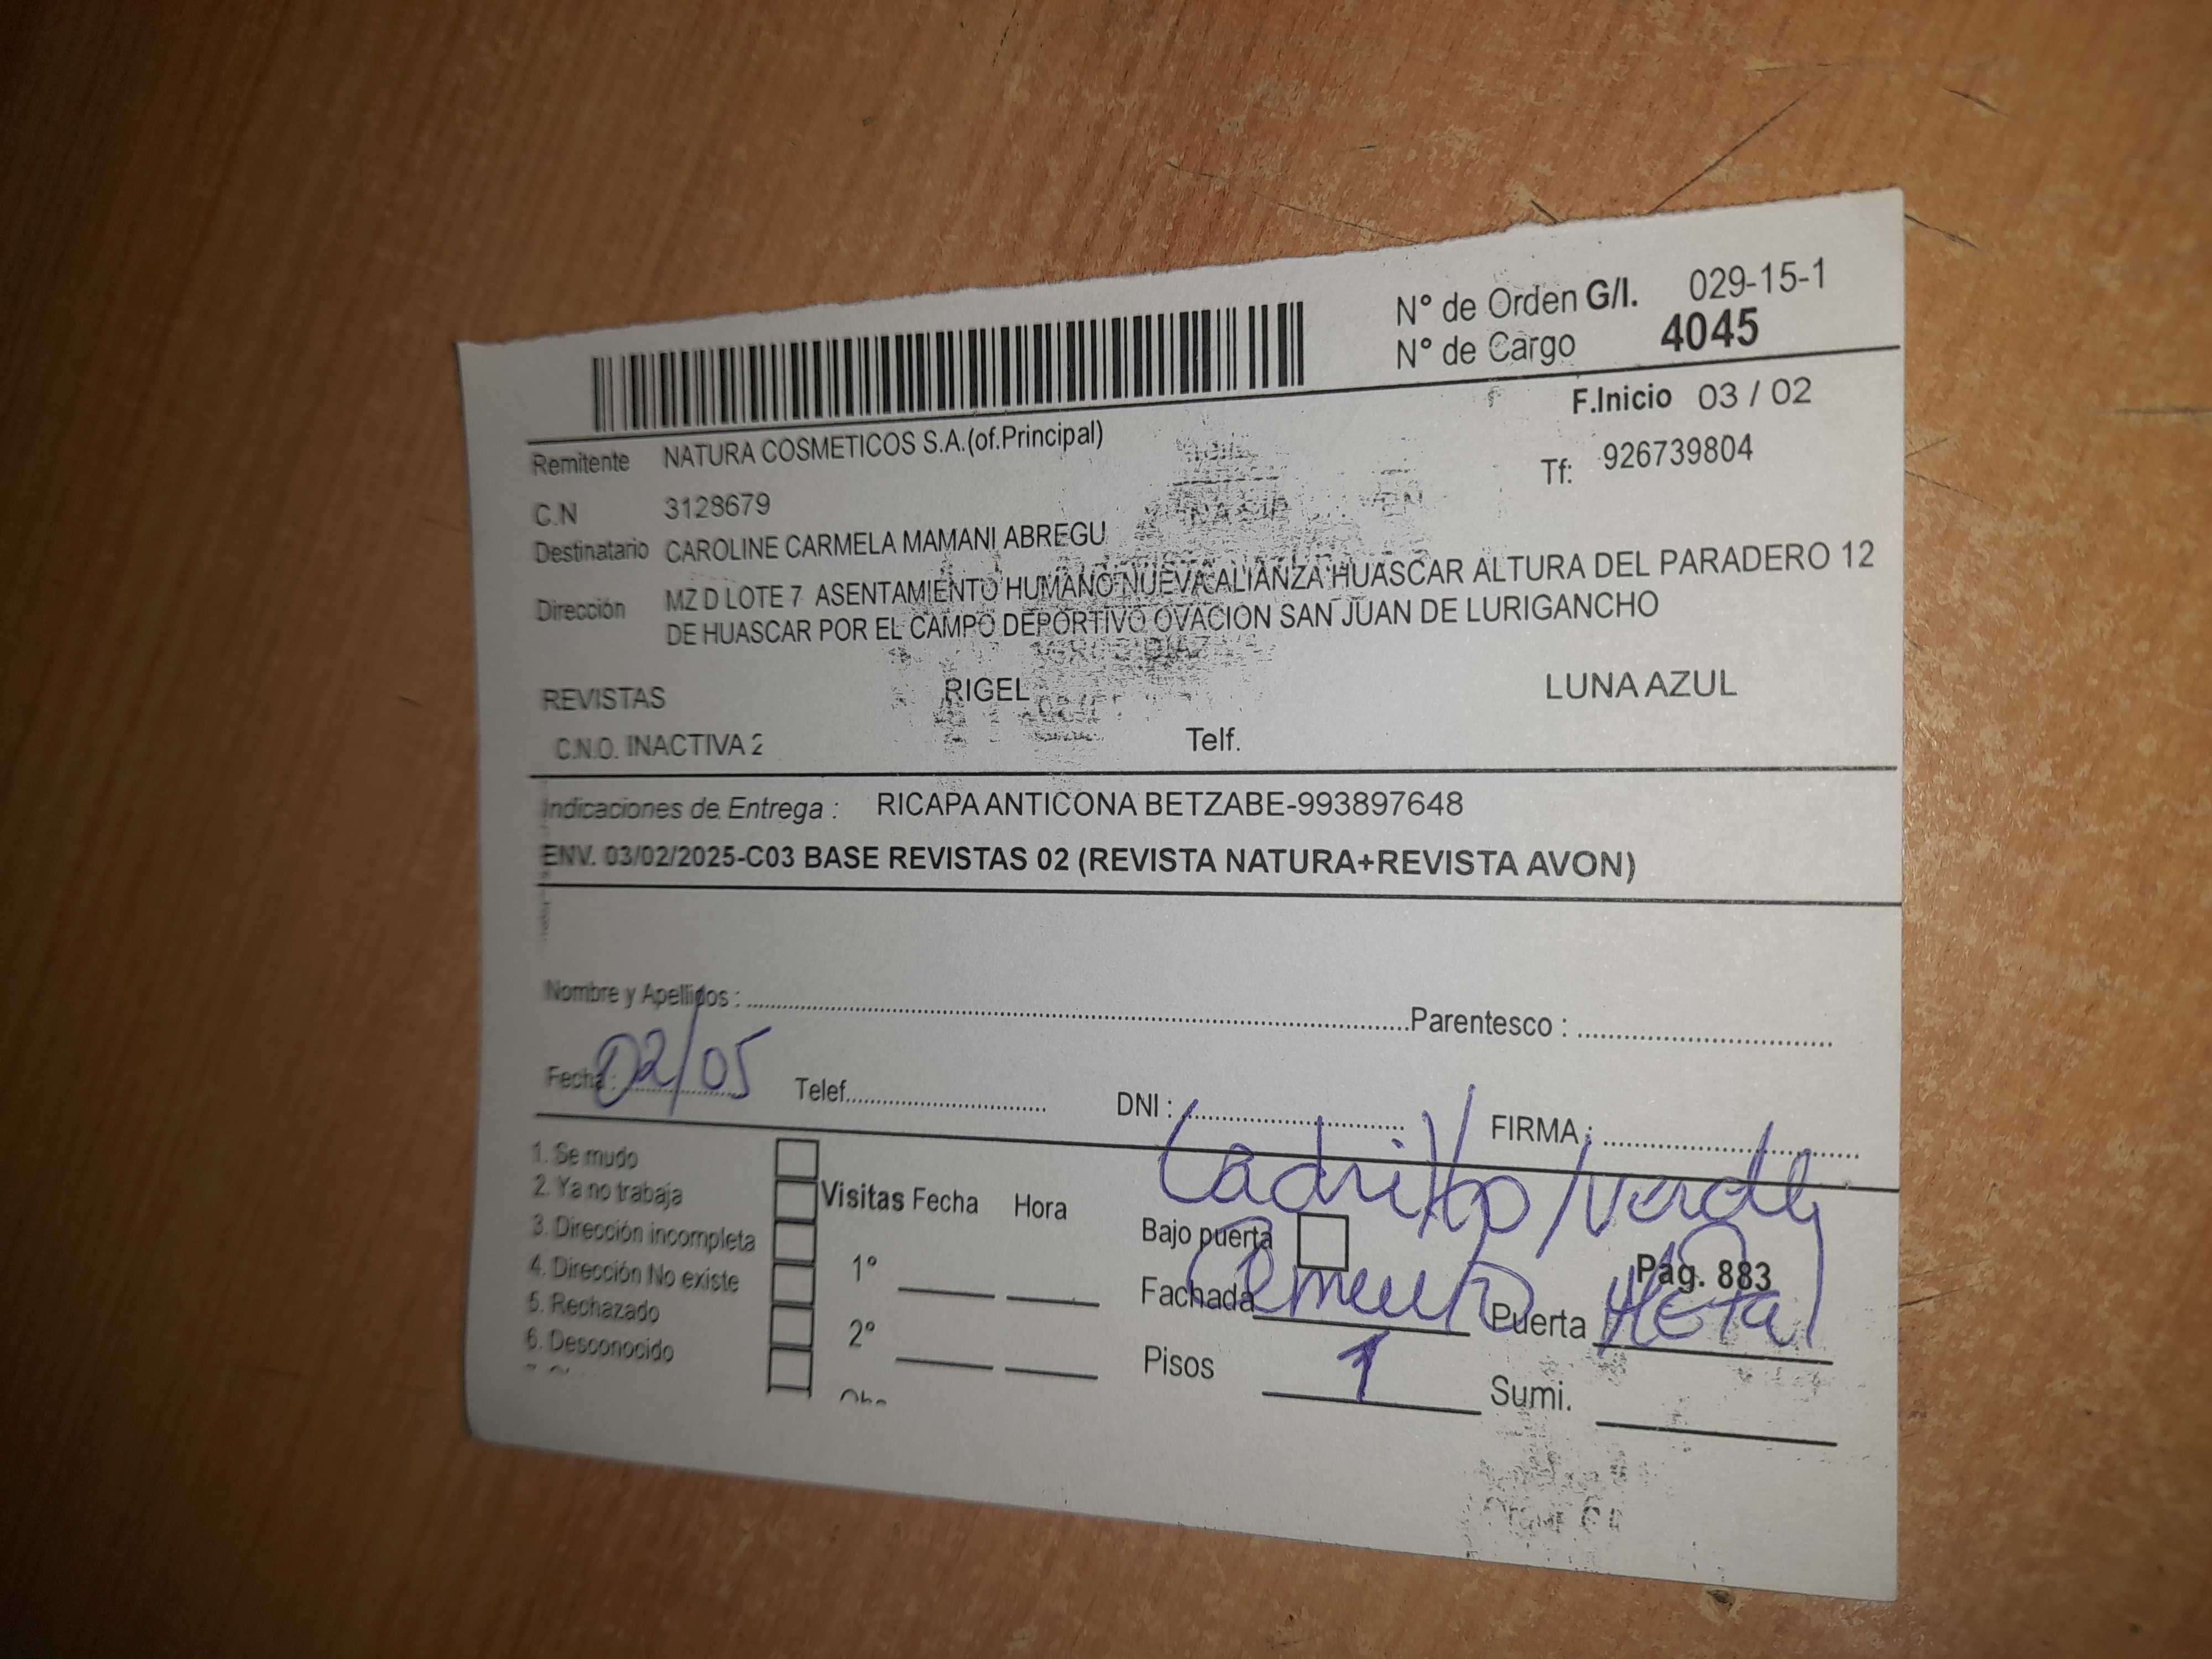 N° de Orden G/I. 029-15-1
N° de Cargo 4045
F.Inicio 03 / 02
Remitente NATURA COSMETICOS S.A.(of.Principal)
Tf: 926739804
C.N 3128679
Destinatario CAROLINE CARMELA MAMANI ABREGU
Dirección MZ D LOTE 7 ASENTAMIENTO HUMANO NUEVA ALIANZA HUASCAR ALTURA DEL PARADERO 12
DE HUASCAR POR EL CAMPO DEPORTIVO OVACION SAN JUAN DE LURIGANCHO
REVISTAS RIGEL LUNA AZUL
C.N.O. INACTIVA 2 Telf.
Indicaciones de Entrega : RICAPA ANTICONA BETZABE-993897648
ENV. 03/02/2025-C03 BASE REVISTAS 02 (REVISTA NATURA+REVISTA AVON)
Nombre y Apellidos : Parentesco :
Fecha : 02/05 Telef. DNI : FIRMA :
Ladrillo/verde
1. Se mudo
2. Ya no trabaja
3. Dirección incompleta
4. Dirección No existe
5. Rechazado
6. Desconocido
Visitas Fecha Hora
1°
2°
Bajo puerta
Pág. 883
Fachada Cemento Puerta Metal
Pisos 1 Sumi.